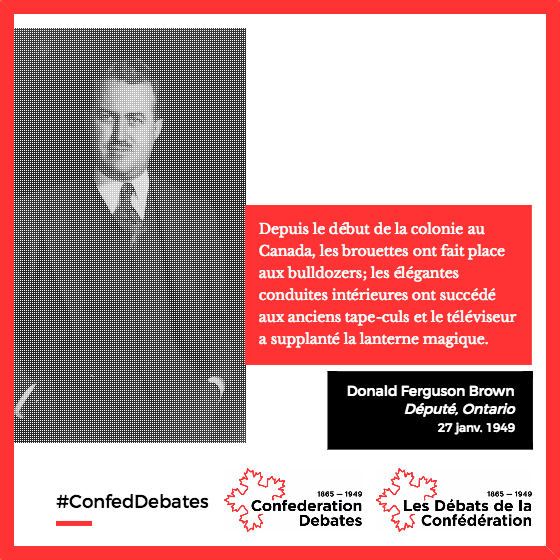 Depuis le début de la colonie au
Canada, les brouettes ont fait place
aux bulldozers; les élégantes
conduites intérieures ont succédé
aux anciens tape-culs et le téléviseur
a supplanté la lanterne magique.
Donald Ferguson Brown
Député, Ontario
27 janv. 1949
#ConfedDebates
1865 – 1949
Confederation
Debates
1865 – 1949
Les Débats de la
Confédération